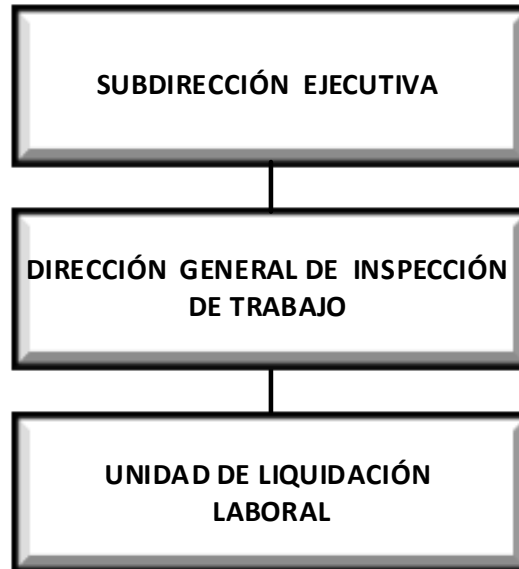 SUBDIRECCIÓN EJECUTIVA
DIRECCIÓN GENERAL DE INSPECCIÓN
DE TRABAJO
UNIDAD DE LIQUIDACIÓN
LABORAL